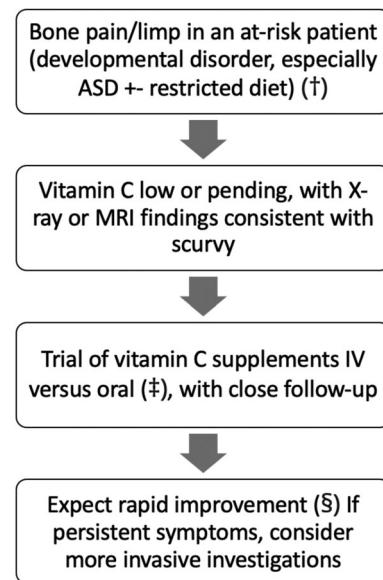 Bone pain/limp in an at-risk patient
(developmental disorder, especially
ASD +- restricted diet) (†)
Vitamin C low or pending, with X-
ray or MRI findings consistent with
scurvy
Trial of vitamin C supplements IV
versus oral (‡), with close follow-up
Expect rapid improvement (§) If
persistent symptoms, consider
more invasive investigations